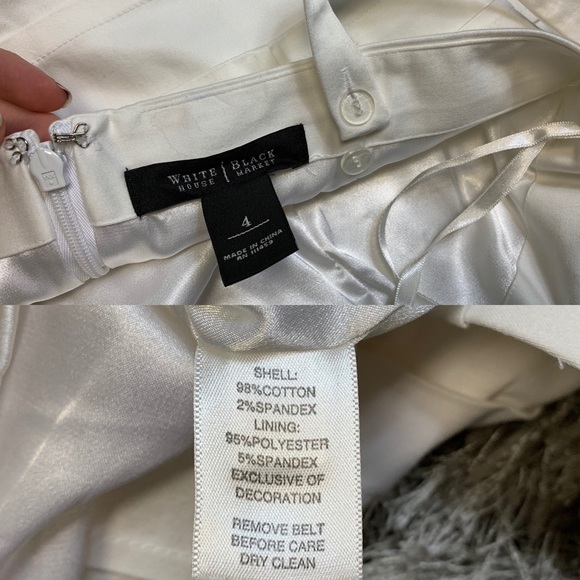 WHITE BLACK
HOUSE MARKET
4
MADE IN CHINA
RN 111459
SHELL:
98%COTTON
2%SPANDEX
LINING:
95%POLYESTER
5%SPANDEX
EXCLUSIVE OF
DECORATION
REMOVE BELT
BEFORE CARE
DRY CLEAN